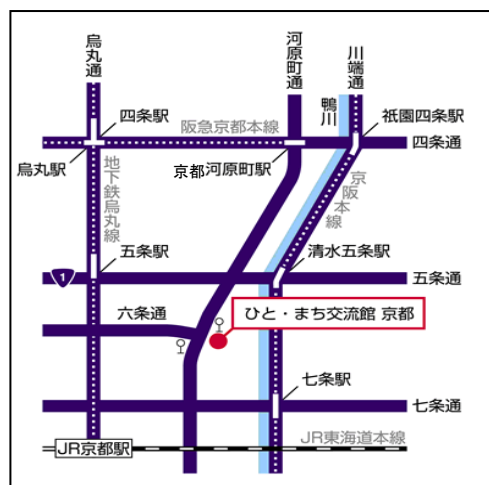 烏丸通
河原町通
川端通
鴨川
四条駅
阪急京都本線
祇園四条駅
四条通
烏丸駅
京都河原町駅
地下鉄烏丸線
京阪本線
五条駅
清水五条駅
1
五条通
六条通
ひと・まち交流館 京都
七条駅
七条通
JR京都駅
JR東海道本線